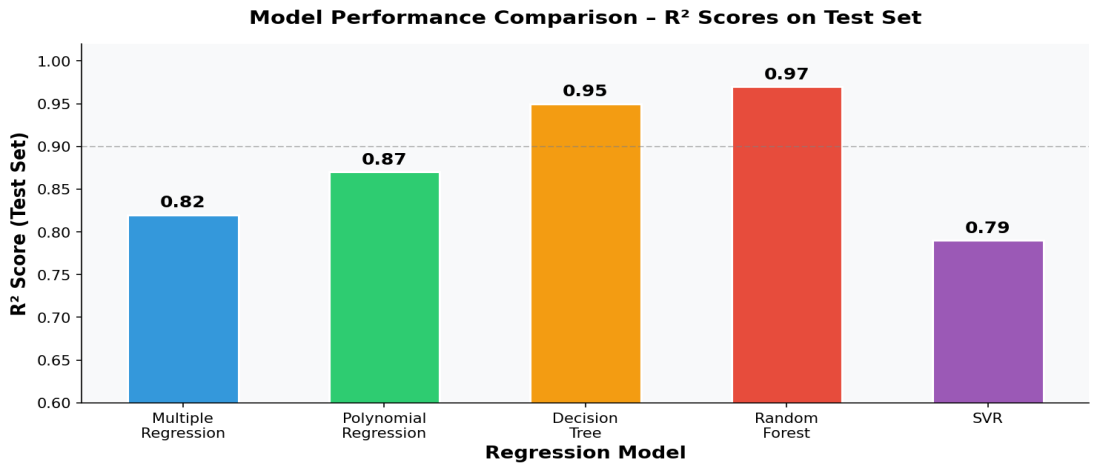 Model Performance Comparison – R² Scores on Test Set
R² Score (Test Set)
1.00
0.95
0.90
0.85
0.80
0.75
0.70
0.65
0.60
0.82
0.87
0.95
0.97
0.79
Multiple
Regression
Polynomial
Regression
Decision
Tree
Random
Forest
SVR
Regression Model